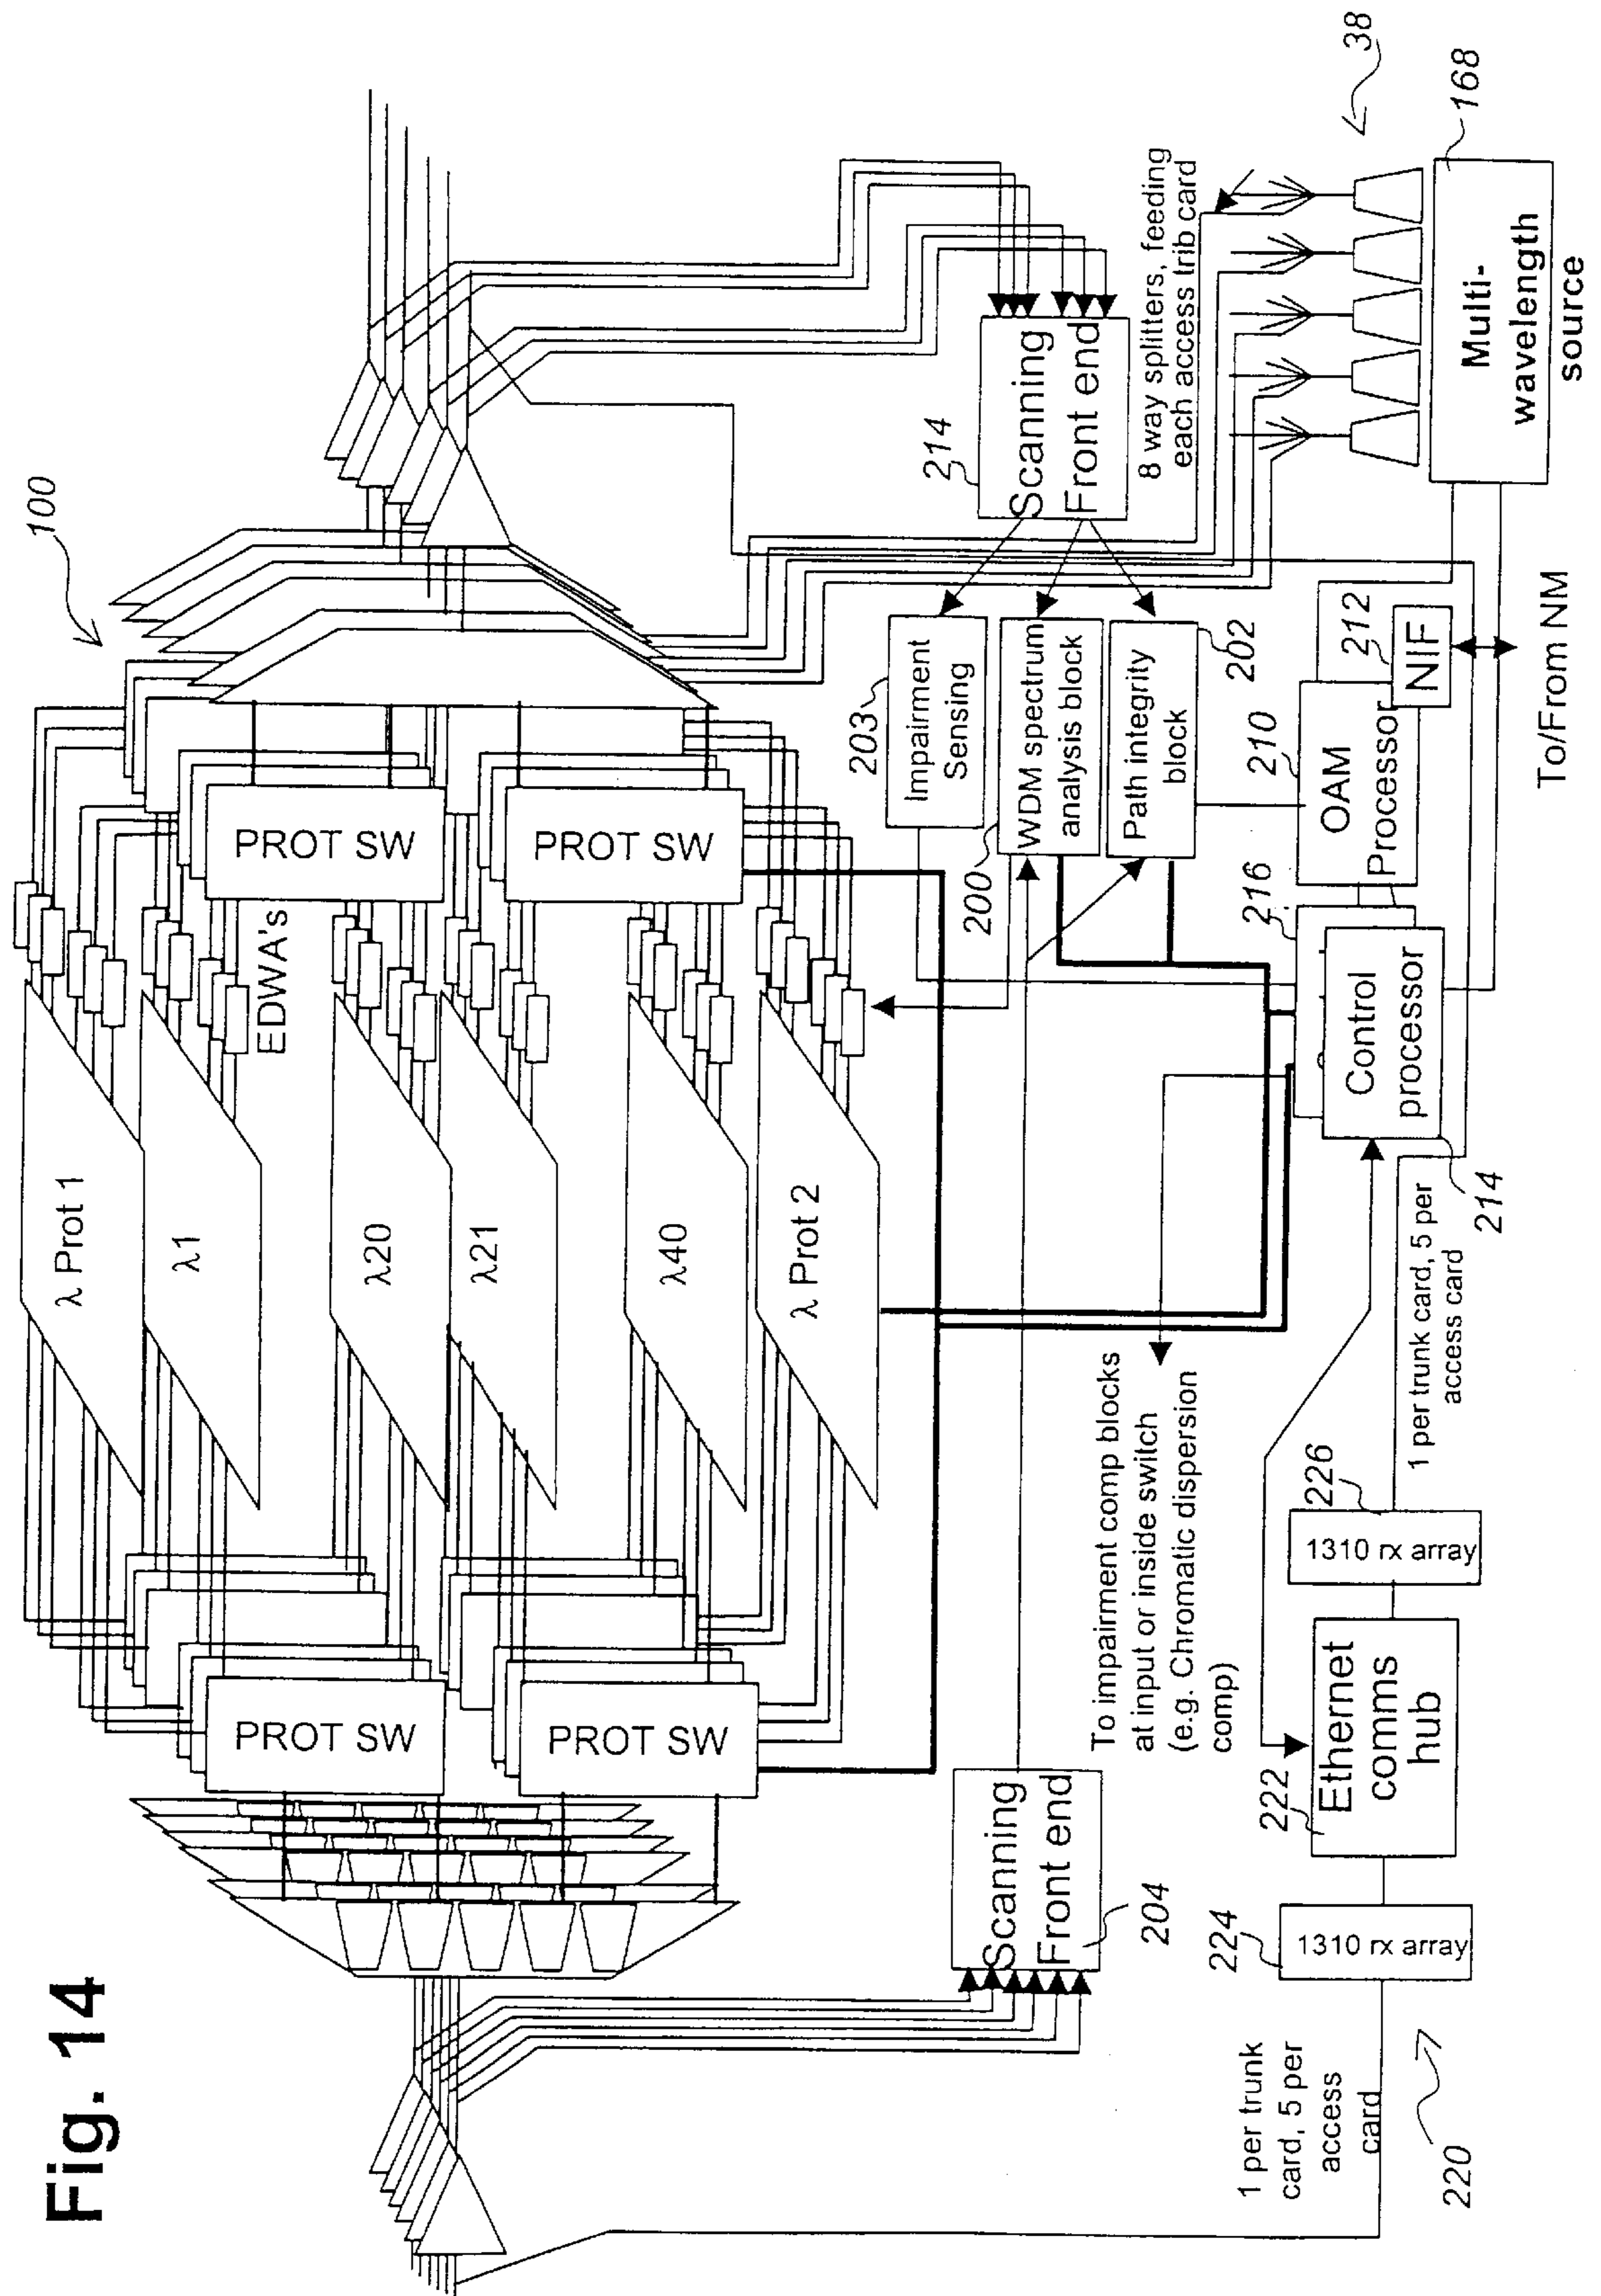 Fig. 14
100
λ Prot 1
λ1
λ20
λ21
λ40
λ Prot 2
EDWA's
PROT SW
PROT SW
PROT SW
PROT SW
Scanning
Front end
204
Scanning
Front end
214
8 way splitters, feeding
each access trib card
38
168
Multi-
wavelength
source
203
Impairment
Sensing
200
WDM spectrum
analysis block
Path integrity
block
202
210
OAM
Processor
212
NIF
To/From NM
216
Control
processor
214
To impairment comp blocks
at input or inside switch
(e.g. Chromatic dispersion
comp)
1 per trunk card, 5 per
access card
226
1310 rx array
222
Ethernet
comms
hub
224
1310 rx array
1 per trunk
card, 5 per
access
card
220